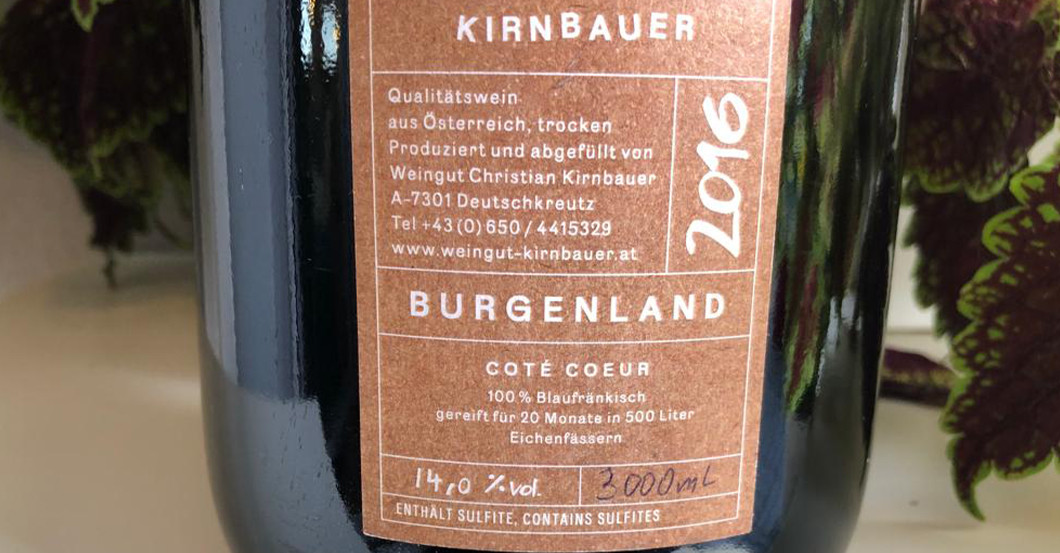 KIRNBAUER
Qualitätswein
aus Österreich, trocken
Produziert und abgefüllt von
Weingut Christian Kirnbauer
A-7301 Deutschkreutz
Tel +43(0) 650 / 4415329
www.weingut-kirnbauer.at
2016
BURGENLAND
COTÉ COEUR
100 % Blaufränkisch
gereift für 20 Monate in 500 Liter
Eichenfässern
14,0 % vol.
3000mL
ENTHÄLT SULFITE, CONTAINS SULFITES